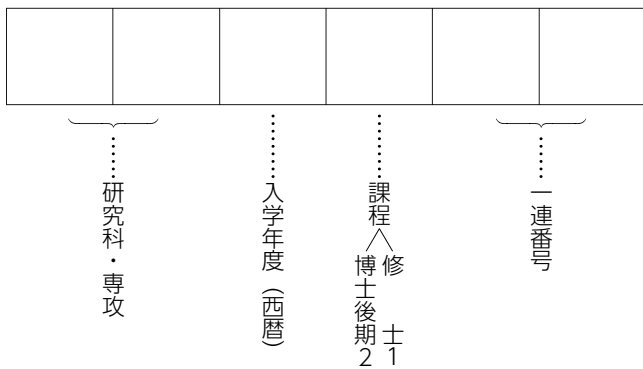 研究科・専攻
入学年度(西暦)
課程
修 士1
博士後期2
一連番号